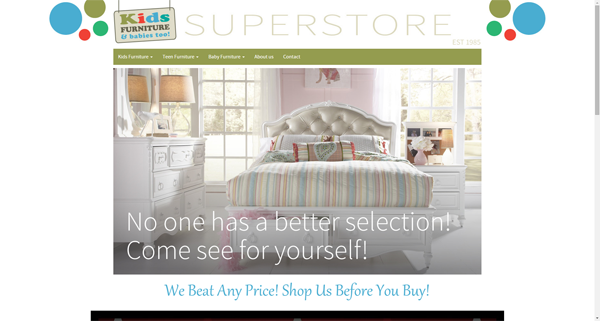 Kids
FURNITURE
& babies too!
SUPERSTORE
EST 1965
Kids Furniture
Teen Furniture
Baby Furniture
About us
Contact
No one has a better selection!
Come see for yourself!
We Beat Any Price! Shop Us Before You Buy!